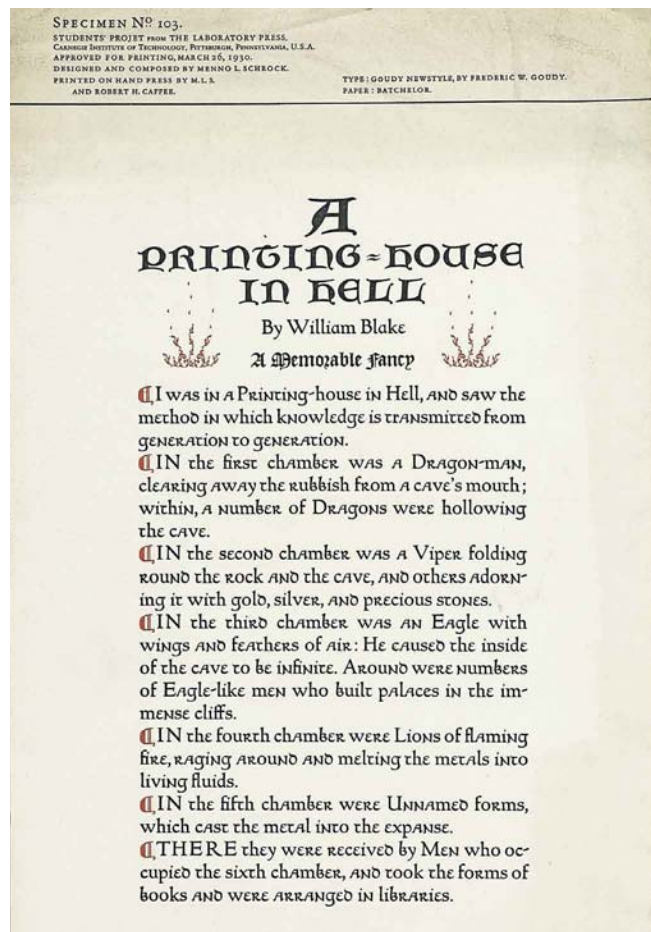 SPECIMEN Nº 103.
STUDENTS' PROJET FROM THE LABORATORY PRESS,
CARNEGIE INSTITUTE OF TECHNOLOGY, PITTSBURGH, PENNSYLVANIA, U.S.A.
APPROVED FOR PRINTING, MARCH 26, 1930.
DESIGNED AND COMPOSED BY MENNO L. SCHROCK.
PRINTED ON HAND PRESS BY M.L.S.
AND ROBERT H. CAFFEE.
TYPE: GOUDY NEWSTYLE, BY FREDERIC W. GOUDY.
PAPER: BATCHELOR.
A
PRINTING=HOUSE
IN HELL
By William Blake
A Memorable Fancy
¶I was in a Printing-house in Hell, and saw the
method in which knowledge is transmitted from
generation to generation.
¶IN the first chamber was a Dragon-man,
clearing away the rubbish from a cave's mouth;
within, a number of Dragons were hollowing
the cave.
¶IN the second chamber was a Viper folding
round the rock and the cave, and others adorn-
ing it with gold, silver, and precious stones.
¶IN the third chamber was an Eagle with
wings and feathers of air: He caused the inside
of the cave to be infinite. Around were numbers
of Eagle-like men who built palaces in the im-
mense cliffs.
¶IN the fourth chamber were Lions of flaming
fire, raging around and melting the metals into
living fluids.
¶IN the fifth chamber were Unnamed forms,
which cast the metal into the expanse.
¶THERE they were received by Men who oc-
cupied the sixth chamber, and took the forms of
books and were arranged in libraries.